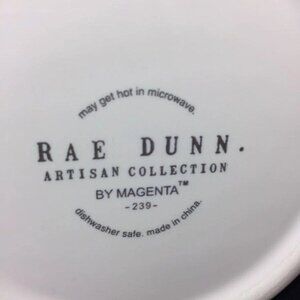 may get hot in microwave.
RAE DUNN.
ARTISAN COLLECTION
BY MAGENTA™
-239-
dishwasher safe. made in china.